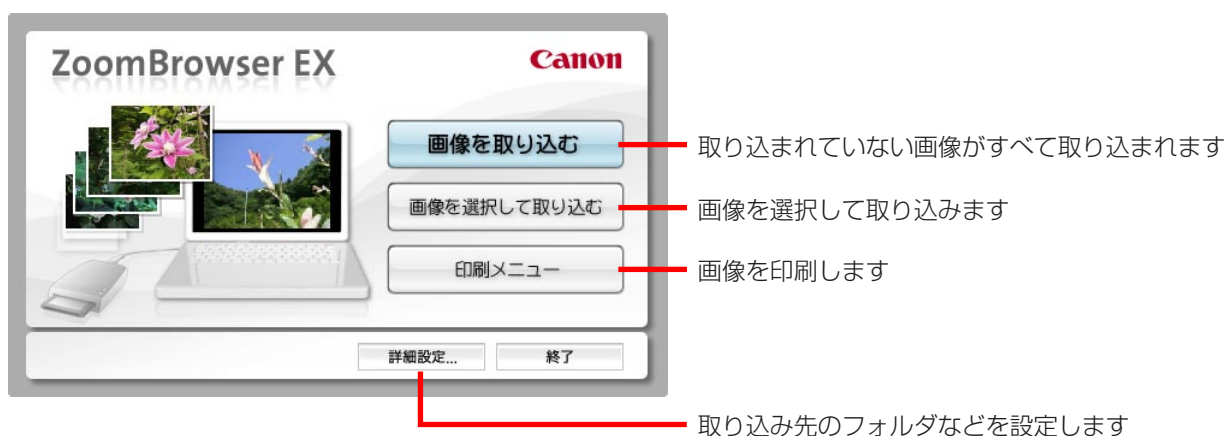 ZoomBrowser EX
Canon
画像を取り込む
取り込まれていない画像がすべて取り込まれます
画像を選択して取り込む
画像を選択して取り込みます
印刷メニュー
画像を印刷します
詳細設定...
終了
取り込み先のフォルダなどを設定します